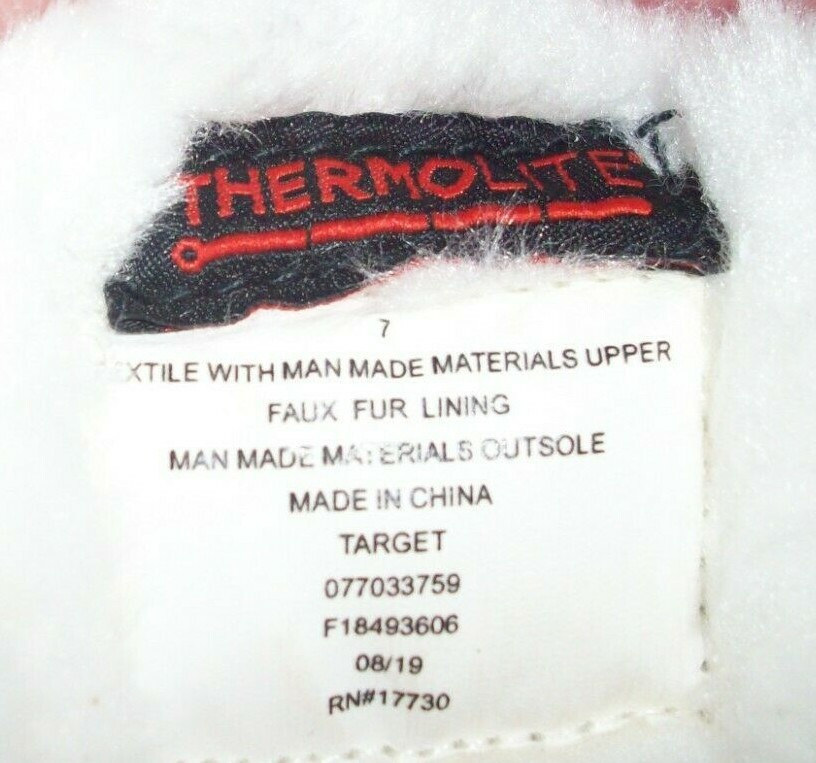 THERMOLITE
7
EXTILE WITH MAN MADE MATERIALS UPPER
FAUX FUR LINING
MAN MADE MATERIALS OUTSOLE
MADE IN CHINA
TARGET
077033759
F18493606
08/19
RN#17730